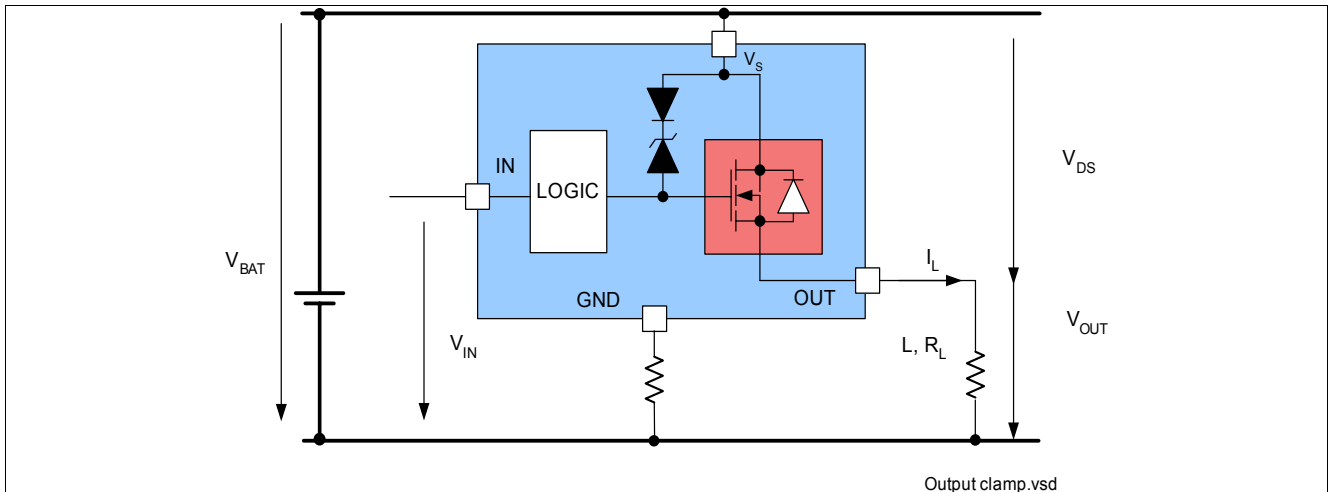 V_S
IN
LOGIC
V_DS
V_BAT
I_L
GND
OUT
V_OUT
V_IN
L, R_L
Output clamp.vsd